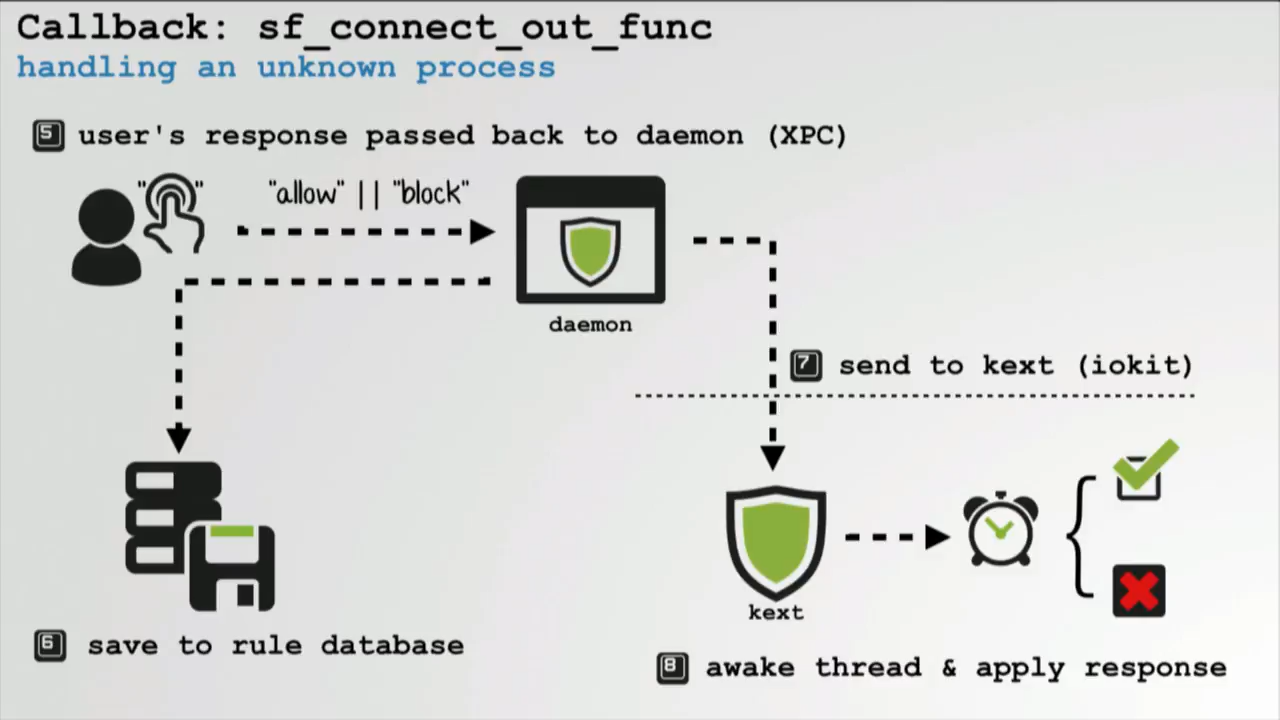 Callback: sf_connect_out_func
handling an unknown process
5 user's response passed back to daemon (XPC)
" "
"allow" || "block"
daemon
7 send to kext (iokit)
kext
6 save to rule database
8 awake thread & apply response